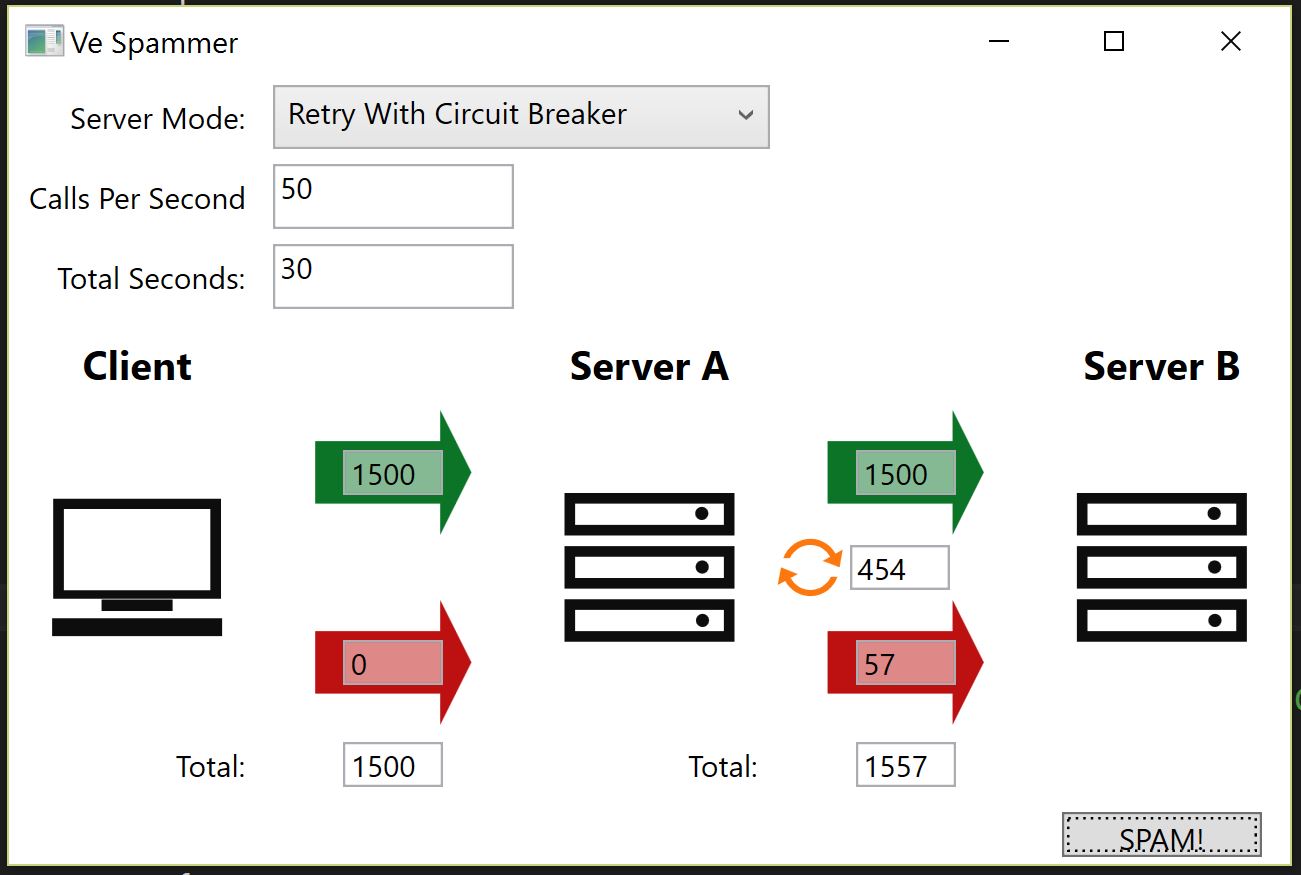 Ve Spammer
Server Mode: Retry With Circuit Breaker
Calls Per Second 50
Total Seconds: 30
Client Server A Server B
1500 1500
454
0 57
Total: 1500 Total: 1557
SPAM!